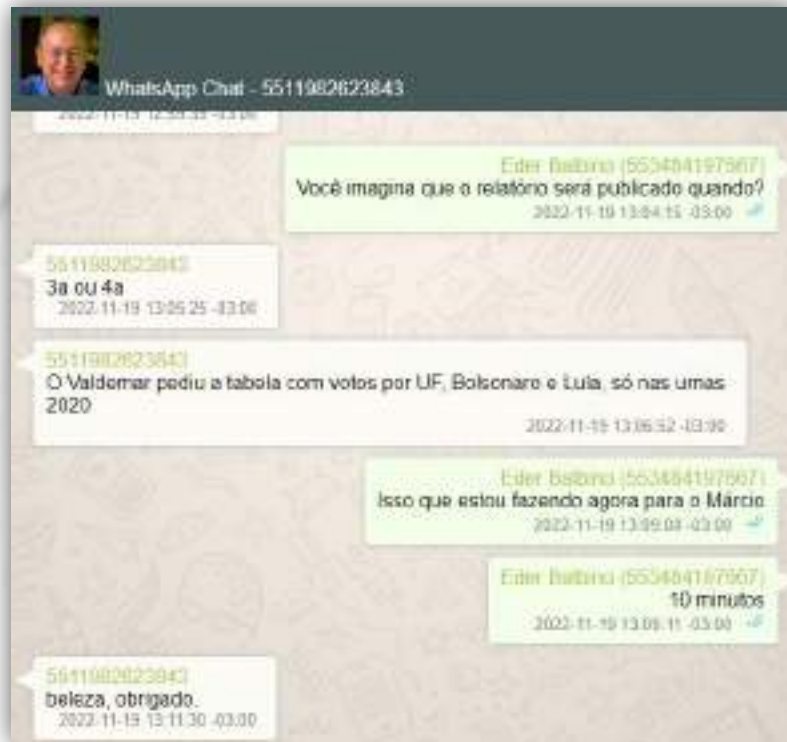 WhatsApp Chat - 5511982623843
Eder Balbino (553484197667)
Você imagina que o relatório será publicado quando?
2022-11-19 13:04:15 -03:00
5511982623843
3a ou 4a
2022-11-19 13:05:25 -03:00
5511982623843
O Valdemar pediu a tabela com votos por UF, Bolsonaro e Lula, só nas urnas
2020
2022-11-19 13:06:52 -03:00
Eder Balbino (553484197667)
Isso que estou fazendo agora para o Márcio
2022-11-19 13:09:08 -03:00
Eder Balbino (553484197667)
10 minutos
2022-11-19 13:09:11 -03:00
5511982623843
beleza, obrigado.
2022-11-19 13:11:30 -03:00